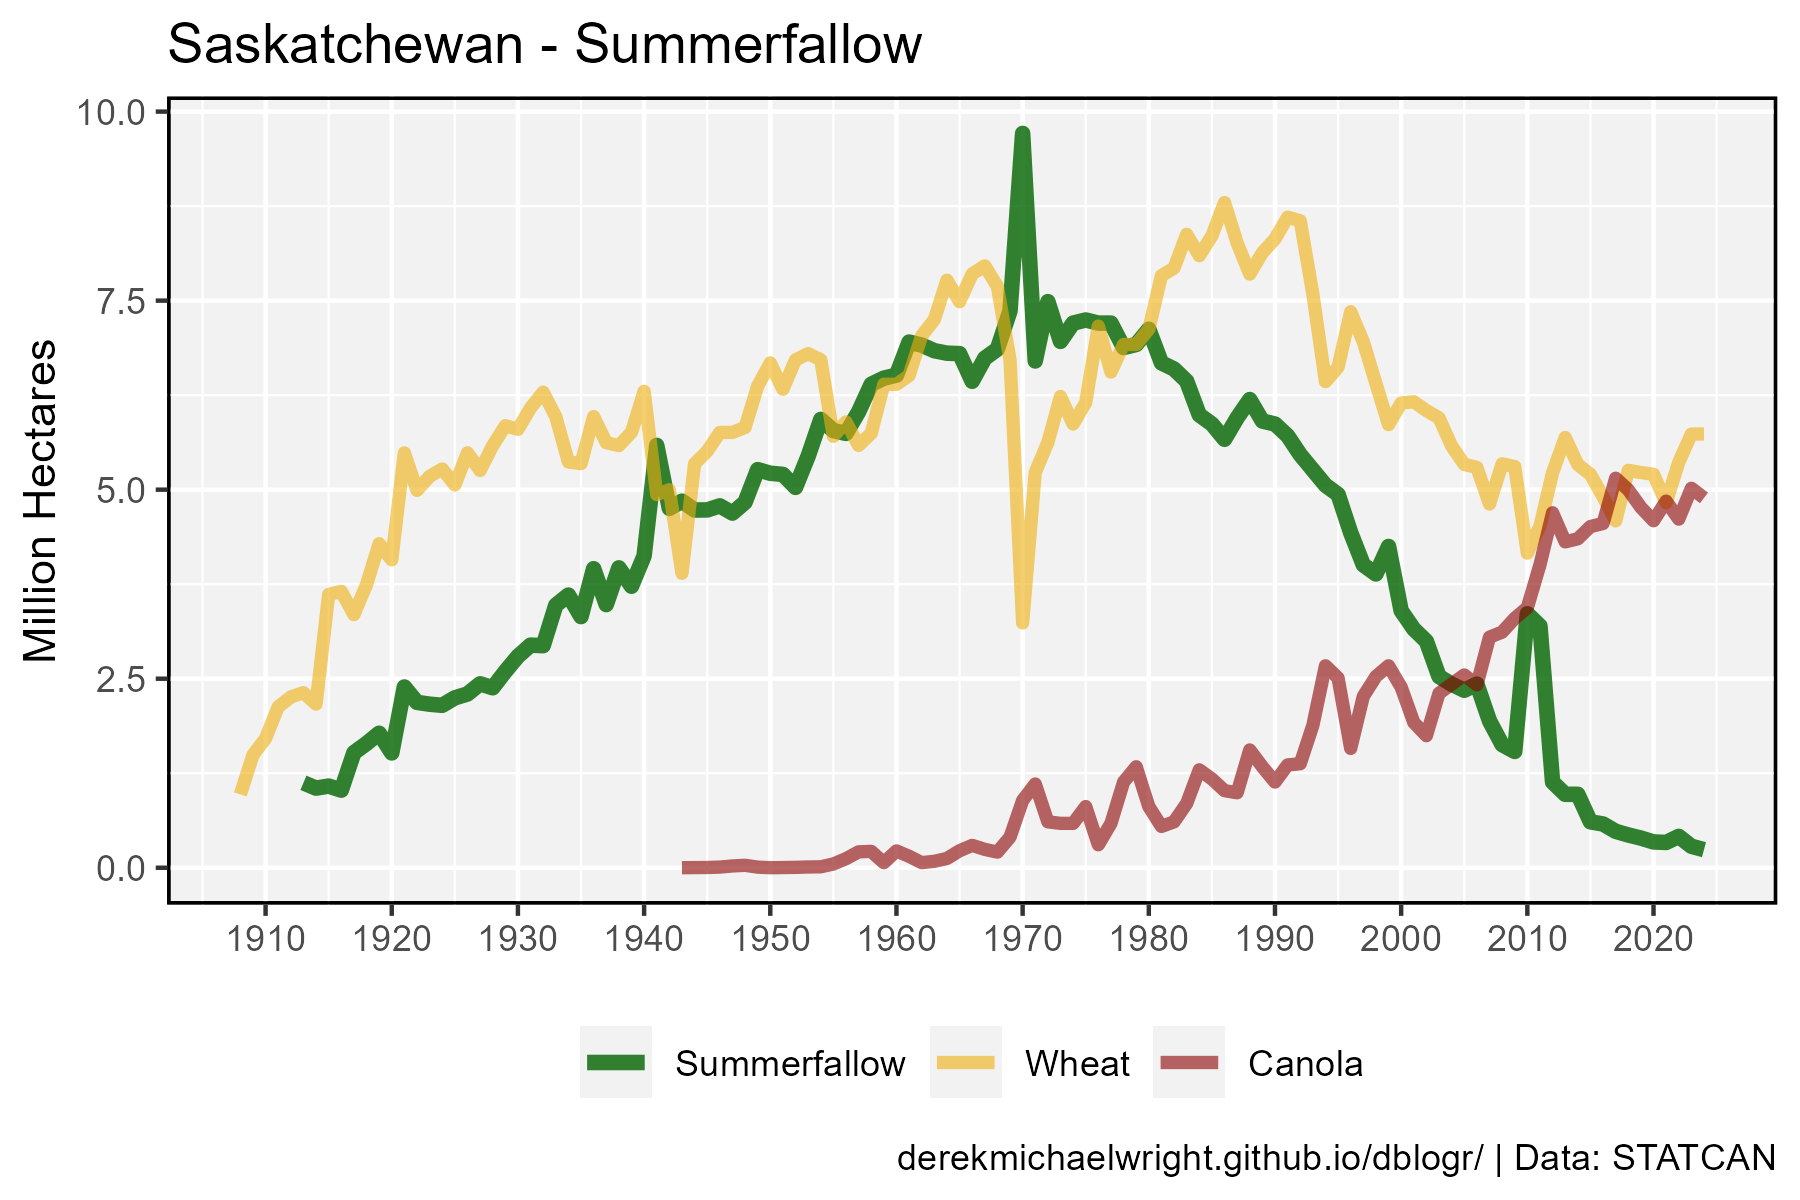 Saskatchewan - Summerfallow
Million Hectares
10.0
7.5
5.0
2.5
0.0
1910 1920 1930 1940 1950 1960 1970 1980 1990 2000 2010 2020
Summerfallow Wheat Canola
derekmichaelwright.github.io/dblogr/ | Data: STATCAN